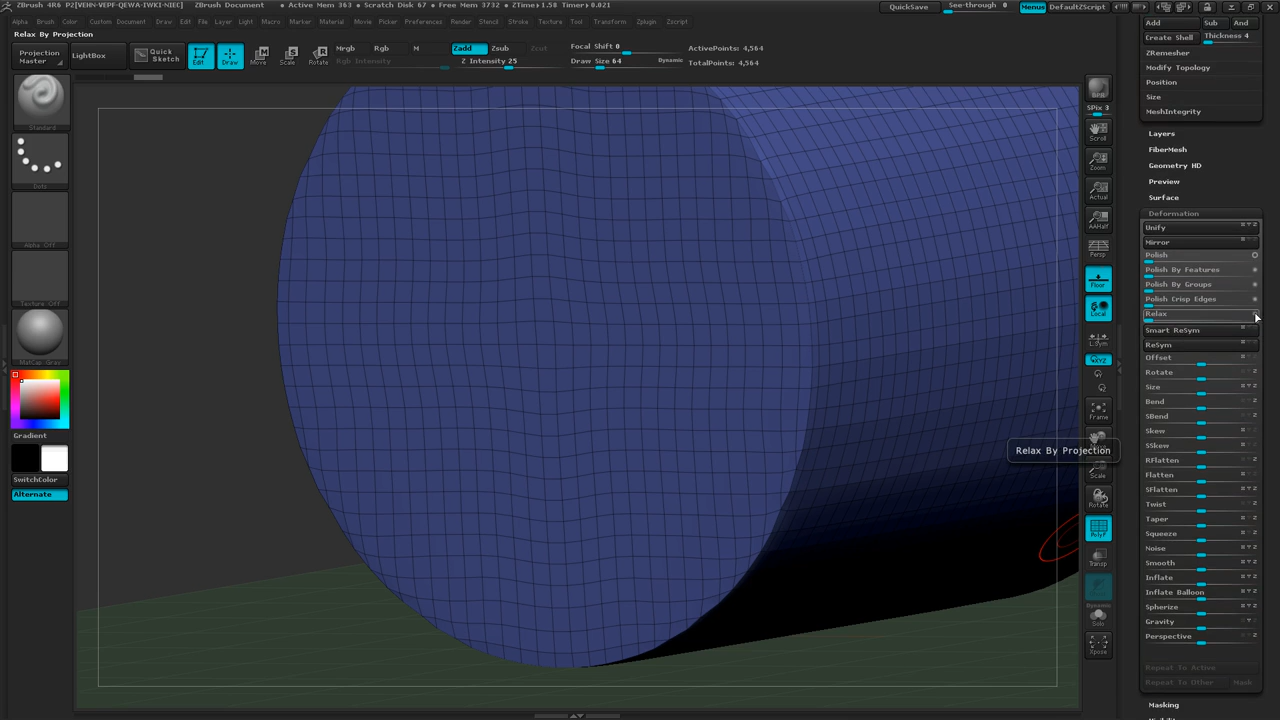 ZBrush 4R6 P2[VEHN-VEPF-QEWA-IWKI-NIEC]   ZBrush Document   • Active Mem 363 • Scratch Disk 67 • Free Mem 3732 • ZTime▸1.58 Timer▸0.021   QuickSave   See-through 0   Menus   DefaultZScript
Alpha Brush Color Document Draw Edit File Layer Light Macro Marker Material Movie Picker Preferences Render Stencil Stroke Texture Tool Transform Zplugin Zscript
Relax By Projection
Projection Master
LightBox
Quick Sketch
Edit
Draw
Move
Scale
Rotate
Mrgb Rgb M
Rgb Intensity
Zadd Zsub Zcut
Z Intensity 25
Focal Shift 0
Draw Size 64
Dynamic
ActivePoints: 4,564
TotalPoints: 4,564
Standard
Dots
Alpha Off
Texture Off
MatCap Gray
Gradient
SwitchColor
Alternate
BPR
SPix 3
Scroll
Zoom
Actual
AAHalf
Persp
Floor
Local
L.Sym
XYZ
Frame
Move
Scale
Rotate
PolyF
Transp
Dynamic
Solo
Xpose
Relax By Projection
Add Sub And
Create Shell Thickness 4
ZRemesher
Modify Topology
Position
Size
MeshIntegrity
Layers
FiberMesh
Geometry HD
Preview
Surface
Deformation
Unify
Mirror
Polish
Polish By Features
Polish By Groups
Polish Crisp Edges
Relax
Smart ReSym
ReSym
Offset
Rotate
Size
Bend
SBend
Skew
SSkew
RFlatten
Flatten
SFlatten
Twist
Taper
Squeeze
Noise
Smooth
Inflate
Inflate Balloon
Spherize
Gravity
Perspective
Repeat To Active
Repeat To Other Mask
Masking